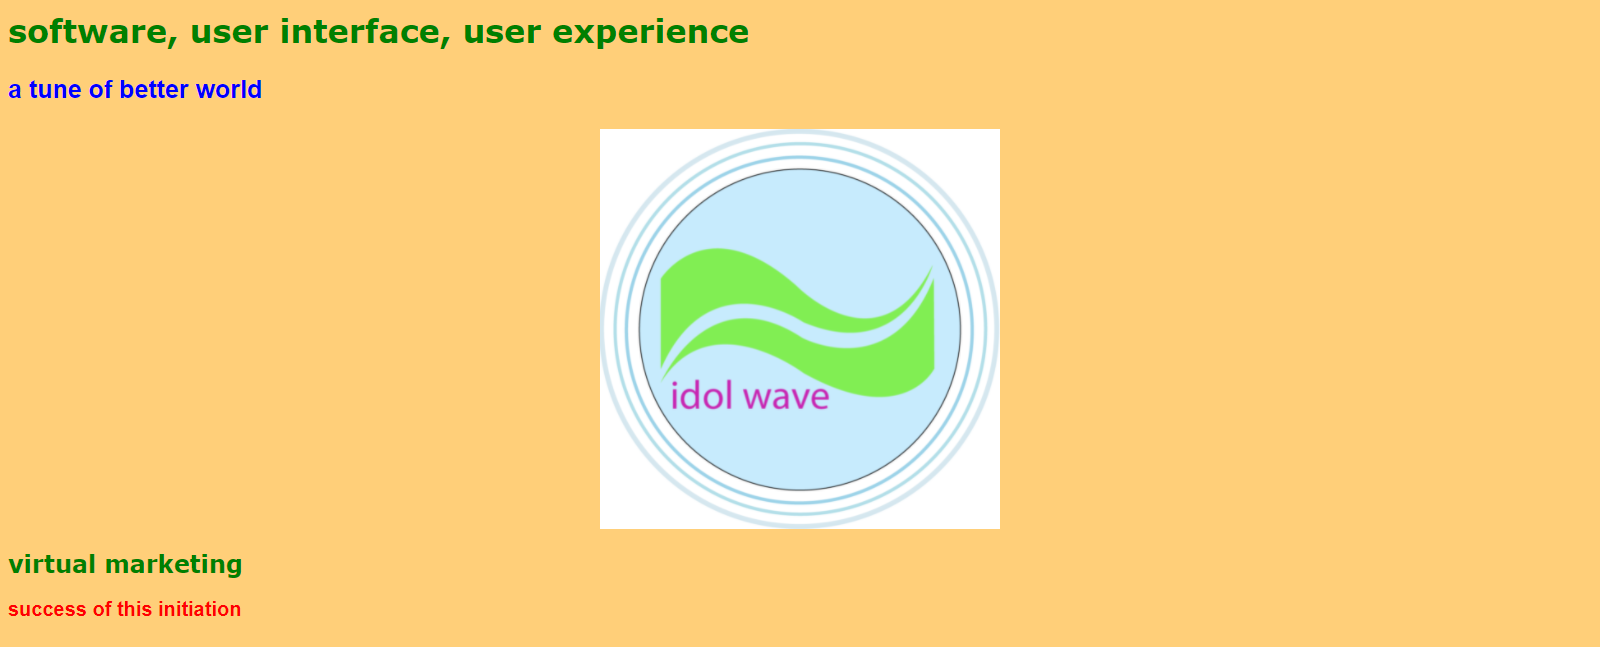 software, user interface, user experience
a tune of better world
idol wave
virtual marketing
success of this initiation